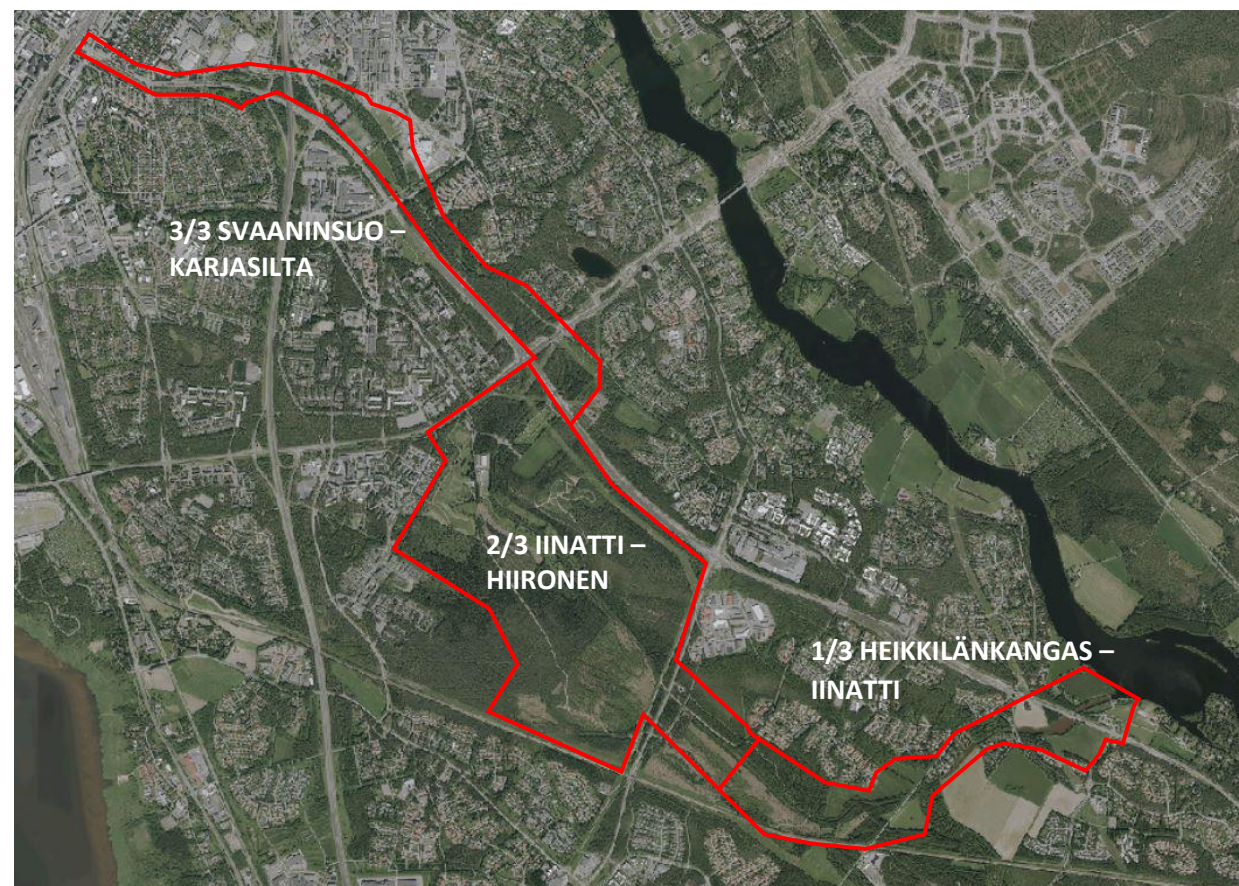 3/3 SVAANINSUO –
KARJASILTA
2/3 IINATTI –
HIIRONEN
1/3 HEIKKILÄNKANGAS –
IINATTI